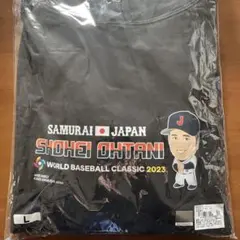 SAMURAI JAPAN
SHOHEI OHTANI
WORLD BASEBALL CLASSIC 2023
L
J